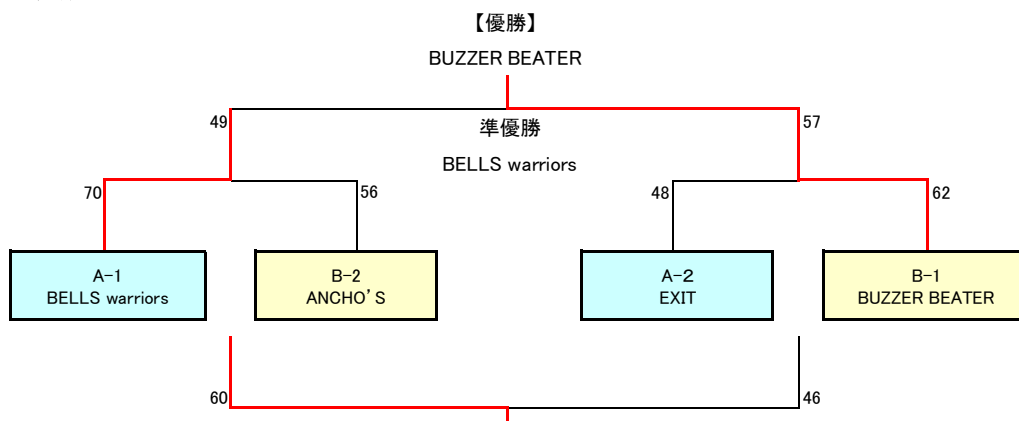 【優勝】
BUZZER BEATER
49
準優勝
57
BELLS warriors
70
56
48
62
A-1
BELLS warriors
B-2
ANCHO'S
A-2
EXIT
B-1
BUZZER BEATER
60
46